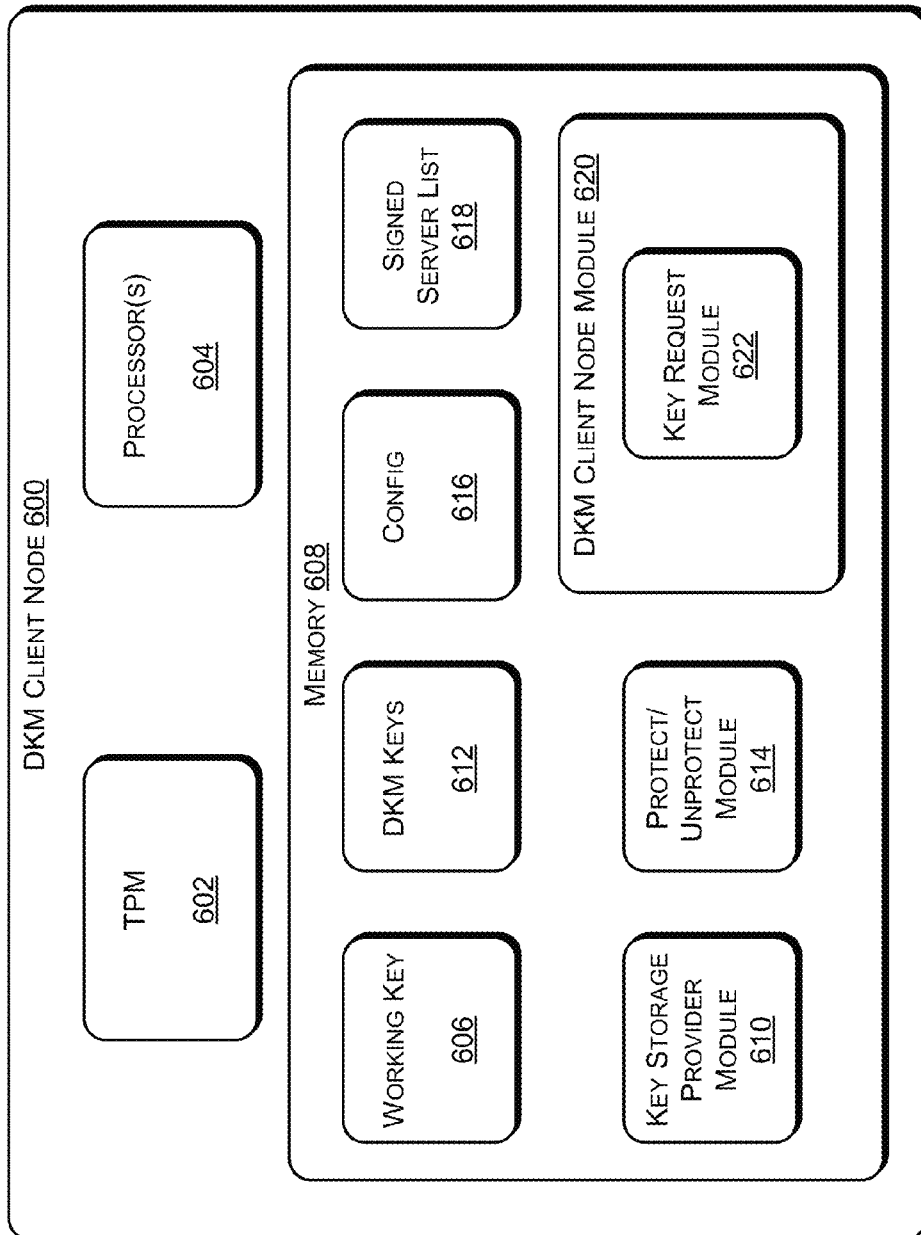 DKM CLIENT NODE 600
TPM
602
PROCESSOR(S)
604
MEMORY 608
WORKING KEY
606
DKM KEYS
612
CONFIG
616
SIGNED
SERVER LIST
618
KEY STORAGE
PROVIDER
MODULE
610
PROTECT/
UNPROTECT
MODULE
614
DKM CLIENT NODE MODULE 620
KEY REQUEST
MODULE
622